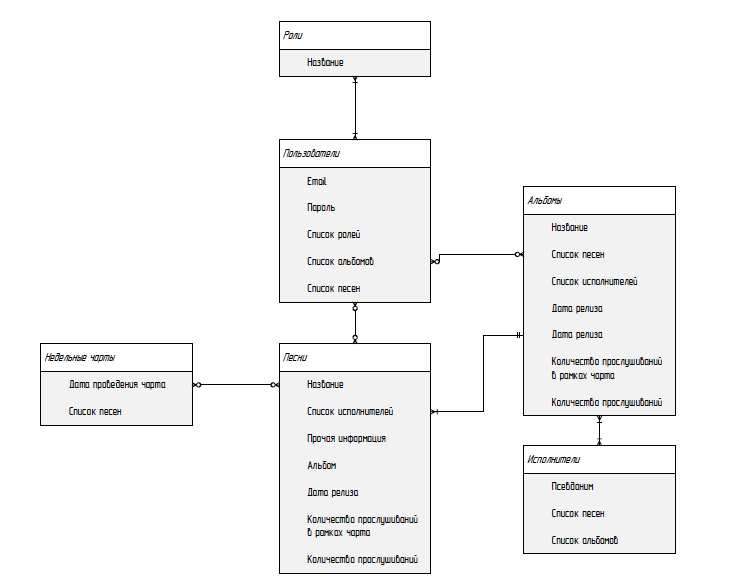 Роли
Название
Пользователи
Email
Пароль
Список ролей
Список альбомов
Список песен
Альбомы
Название
Список песен
Список исполнителей
Дата релиза
Дата релиза
Количества прослушиваний
в рамках чарта
Количество прослушиваний
Недельные чарты
Дата проведения чарта
Список песен
Песни
Название
Список исполнителей
Прочая информация
Альбом
Дата релиза
Количества прослушиваний
в рамках чарта
Количество прослушиваний
Исполнители
Псевдоним
Список песен
Список альбомов